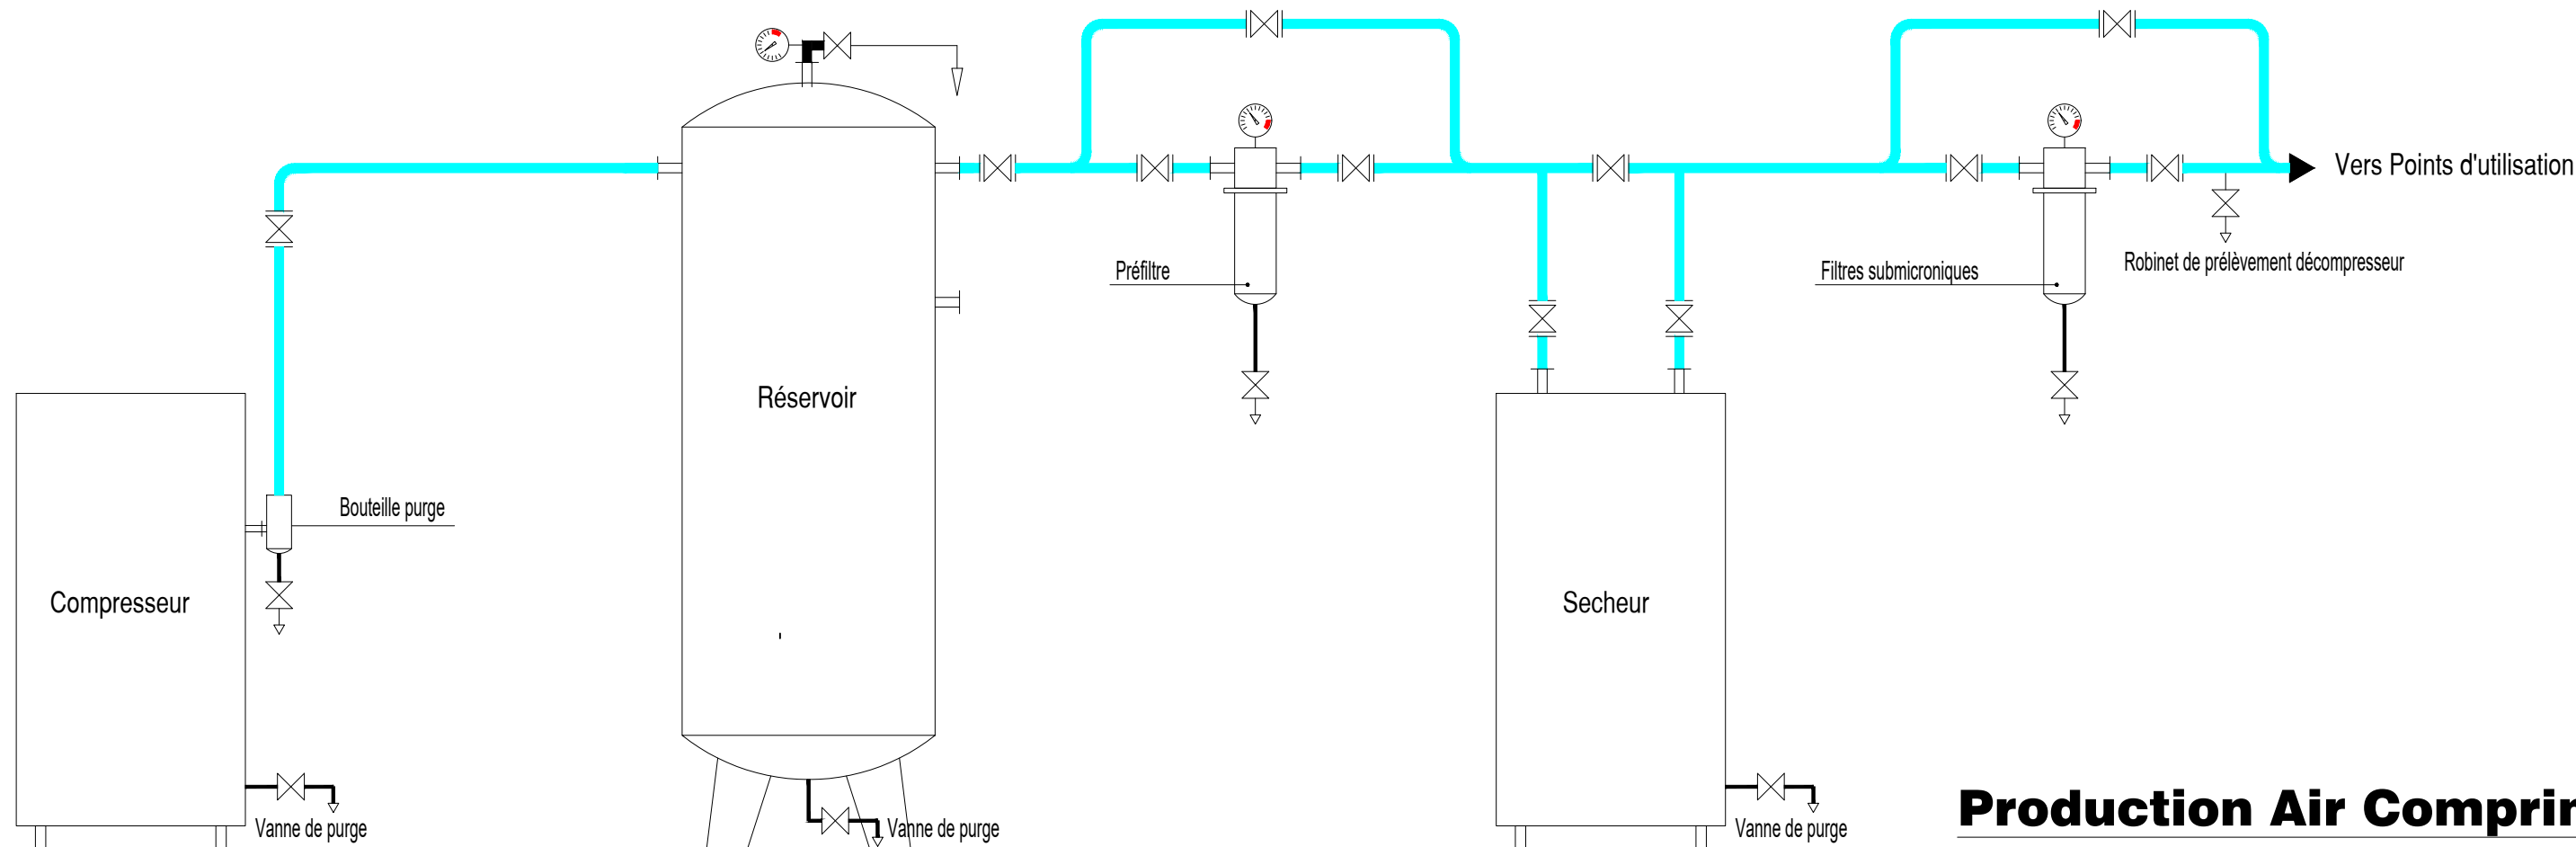 Vers Points d'utilisation
Préfiltre
Filtres submicroniques
Robinet de prélèvement décompresseur
Réservoir
Bouteille purge
Compresseur
Secheur
Vanne de purge
Vanne de purge
Vanne de purge
Production Air Compri